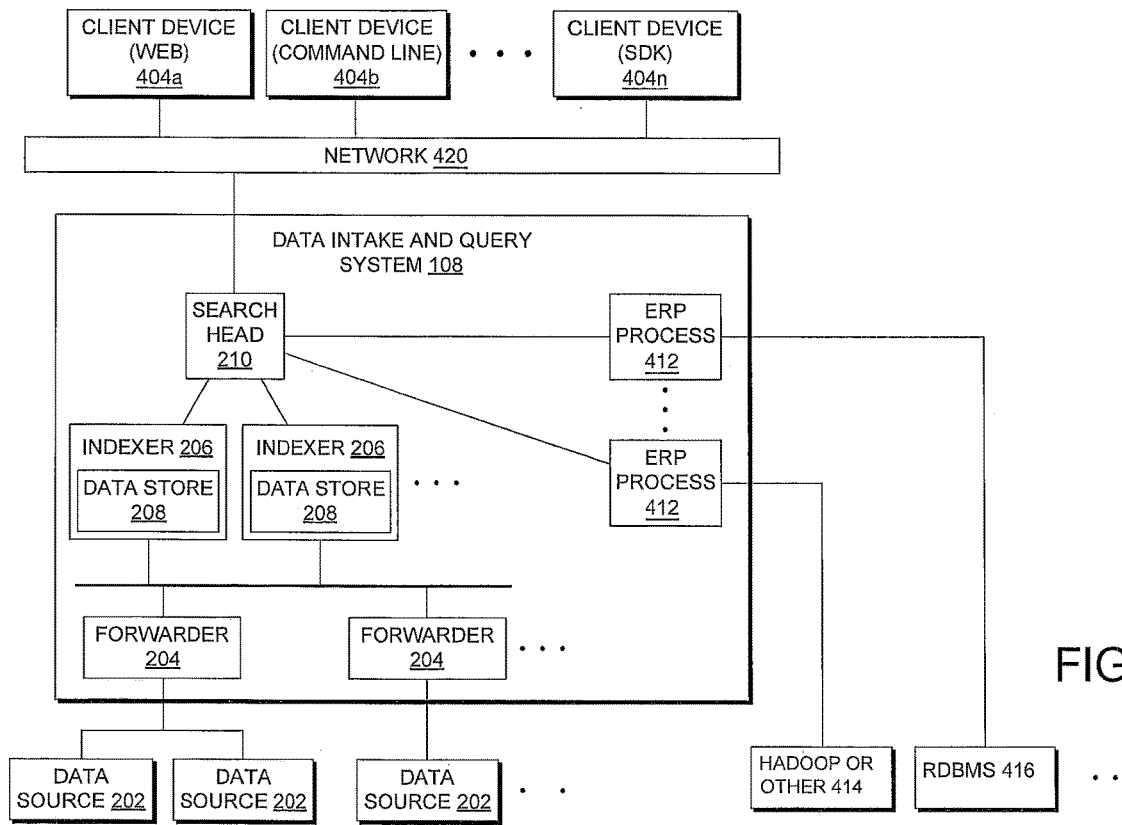 CLIENT DEVICE
(WEB)
404a
CLIENT DEVICE
(COMMAND LINE)
404b
CLIENT DEVICE
(SDK)
404n
NETWORK 420
DATA INTAKE AND QUERY
SYSTEM 108
SEARCH
HEAD
210
ERP
PROCESS
412
INDEXER 206
DATA STORE
208
INDEXER 206
DATA STORE
208
ERP
PROCESS
412
FORWARDER
204
FORWARDER
204
FIG
DATA
SOURCE 202
DATA
SOURCE 202
DATA
SOURCE 202
HADOOP OR
OTHER 414
RDBMS 416